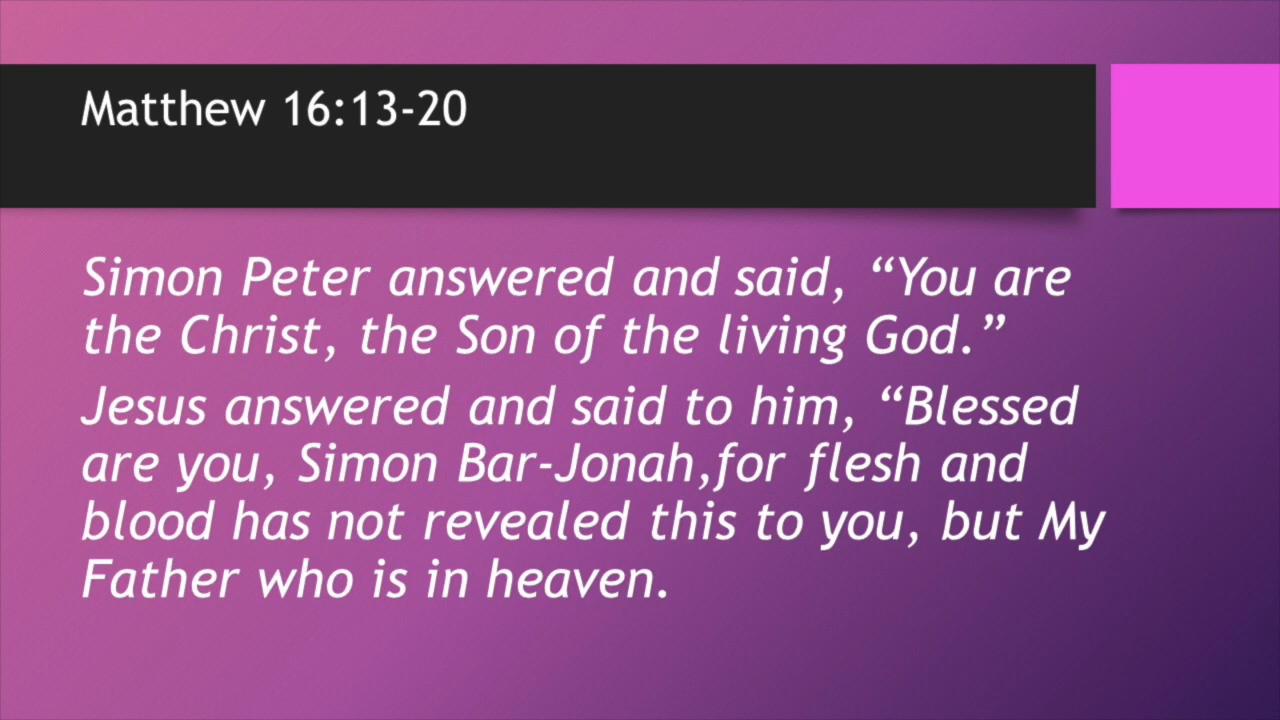 Matthew 16:13-20
Simon Peter answered and said, “You are
the Christ, the Son of the living God.”
Jesus answered and said to him, “Blessed
are you, Simon Bar-Jonah,for flesh and
blood has not revealed this to you, but My
Father who is in heaven.